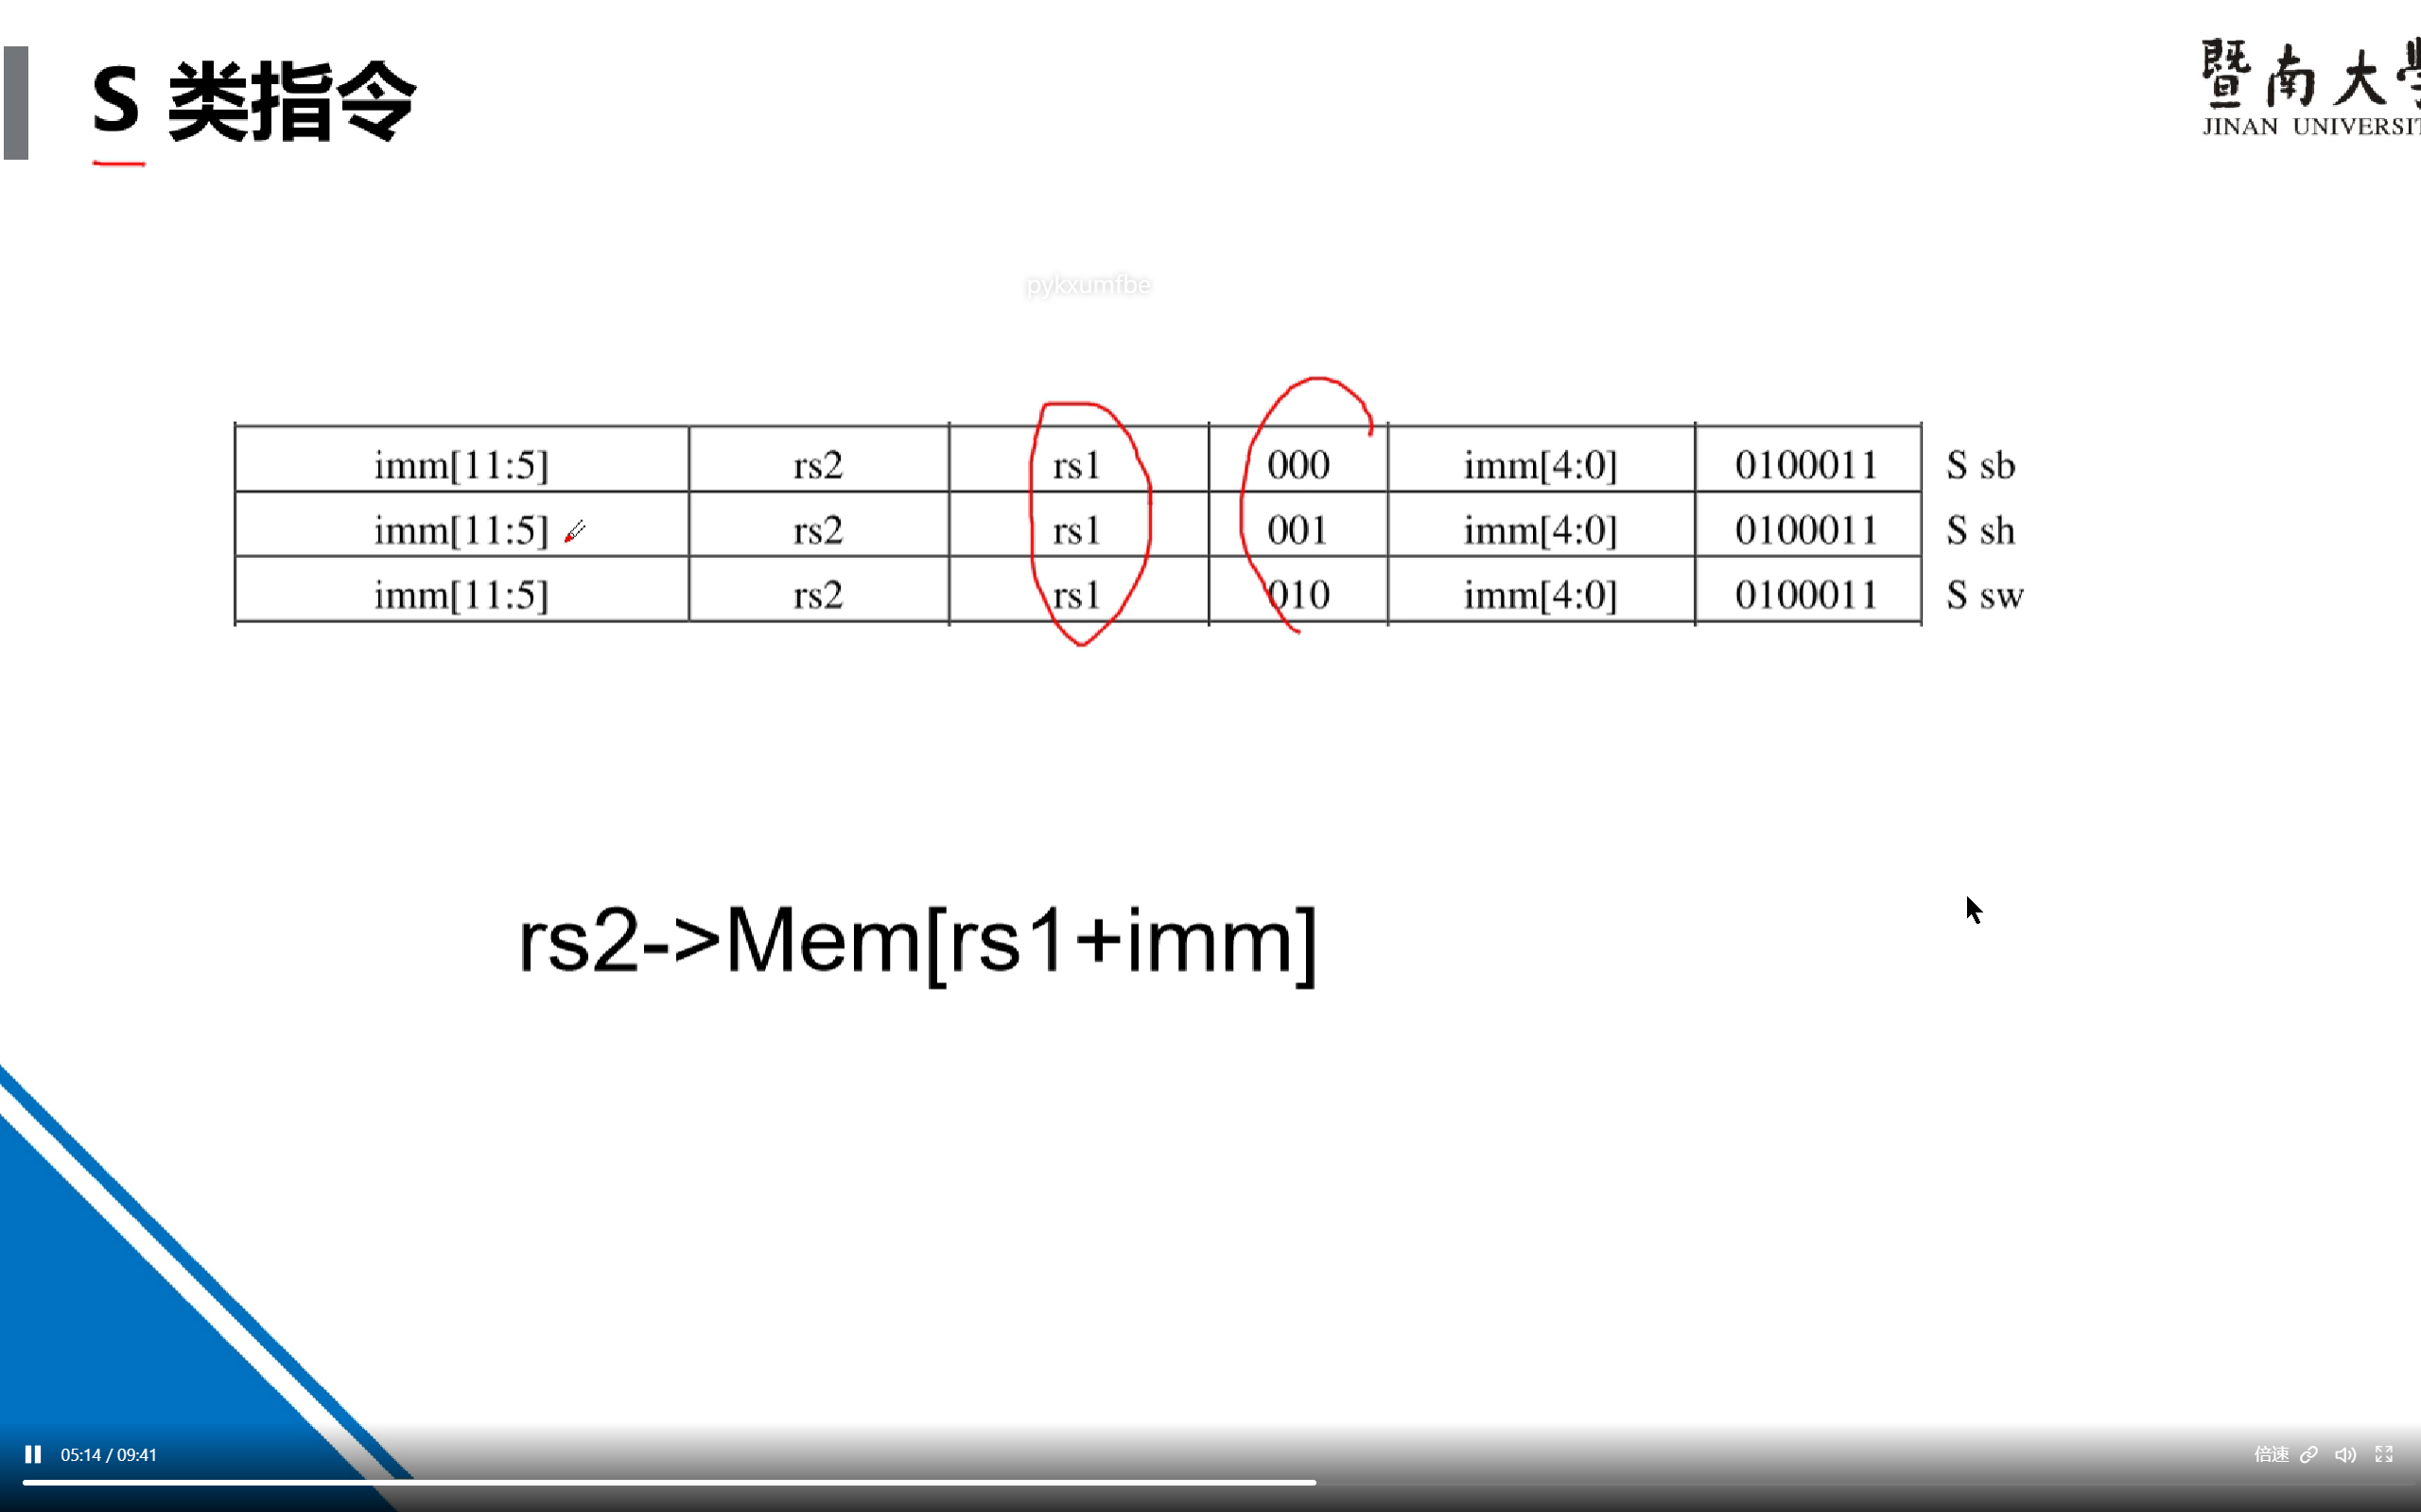 S 类指令
暨南大學
JINAN UNIVERSIT
pykxumfbe
imm[11:5] rs2 rs1 000 imm[4:0] 0100011 S sb
imm[11:5] rs2 rs1 001 imm[4:0] 0100011 S sh
imm[11:5] rs2 rs1 010 imm[4:0] 0100011 S sw
rs2->Mem[rs1+imm]
05:14 / 09:41 倍速